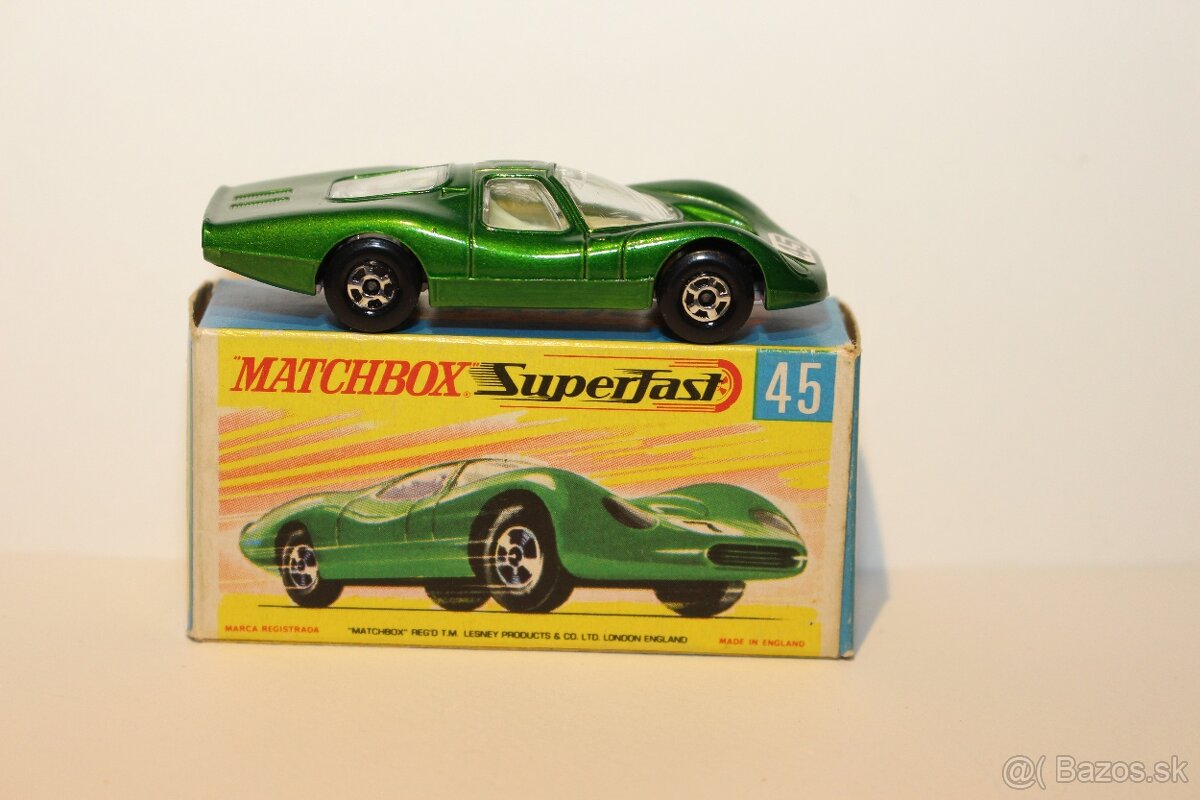 "MATCHBOX" Superfast 45
MARCA REGISTRADA "MATCHBOX" REG'D T.M. LESNEY PRODUCTS & CO. LTD. LONDON ENGLAND MADE IN ENGLAND
@( Bazos.sk